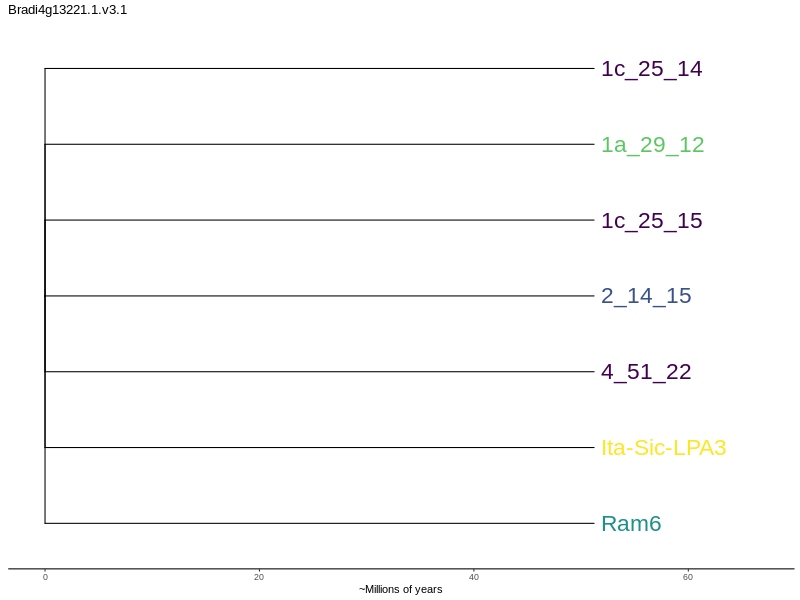 Bradi4g13221.1.v3.1
1c_25_14
1a_29_12
1c_25_15
2_14_15
4_51_22
Ita-Sic-LPA3
Ram6
0 20 40 60
~Millions of years